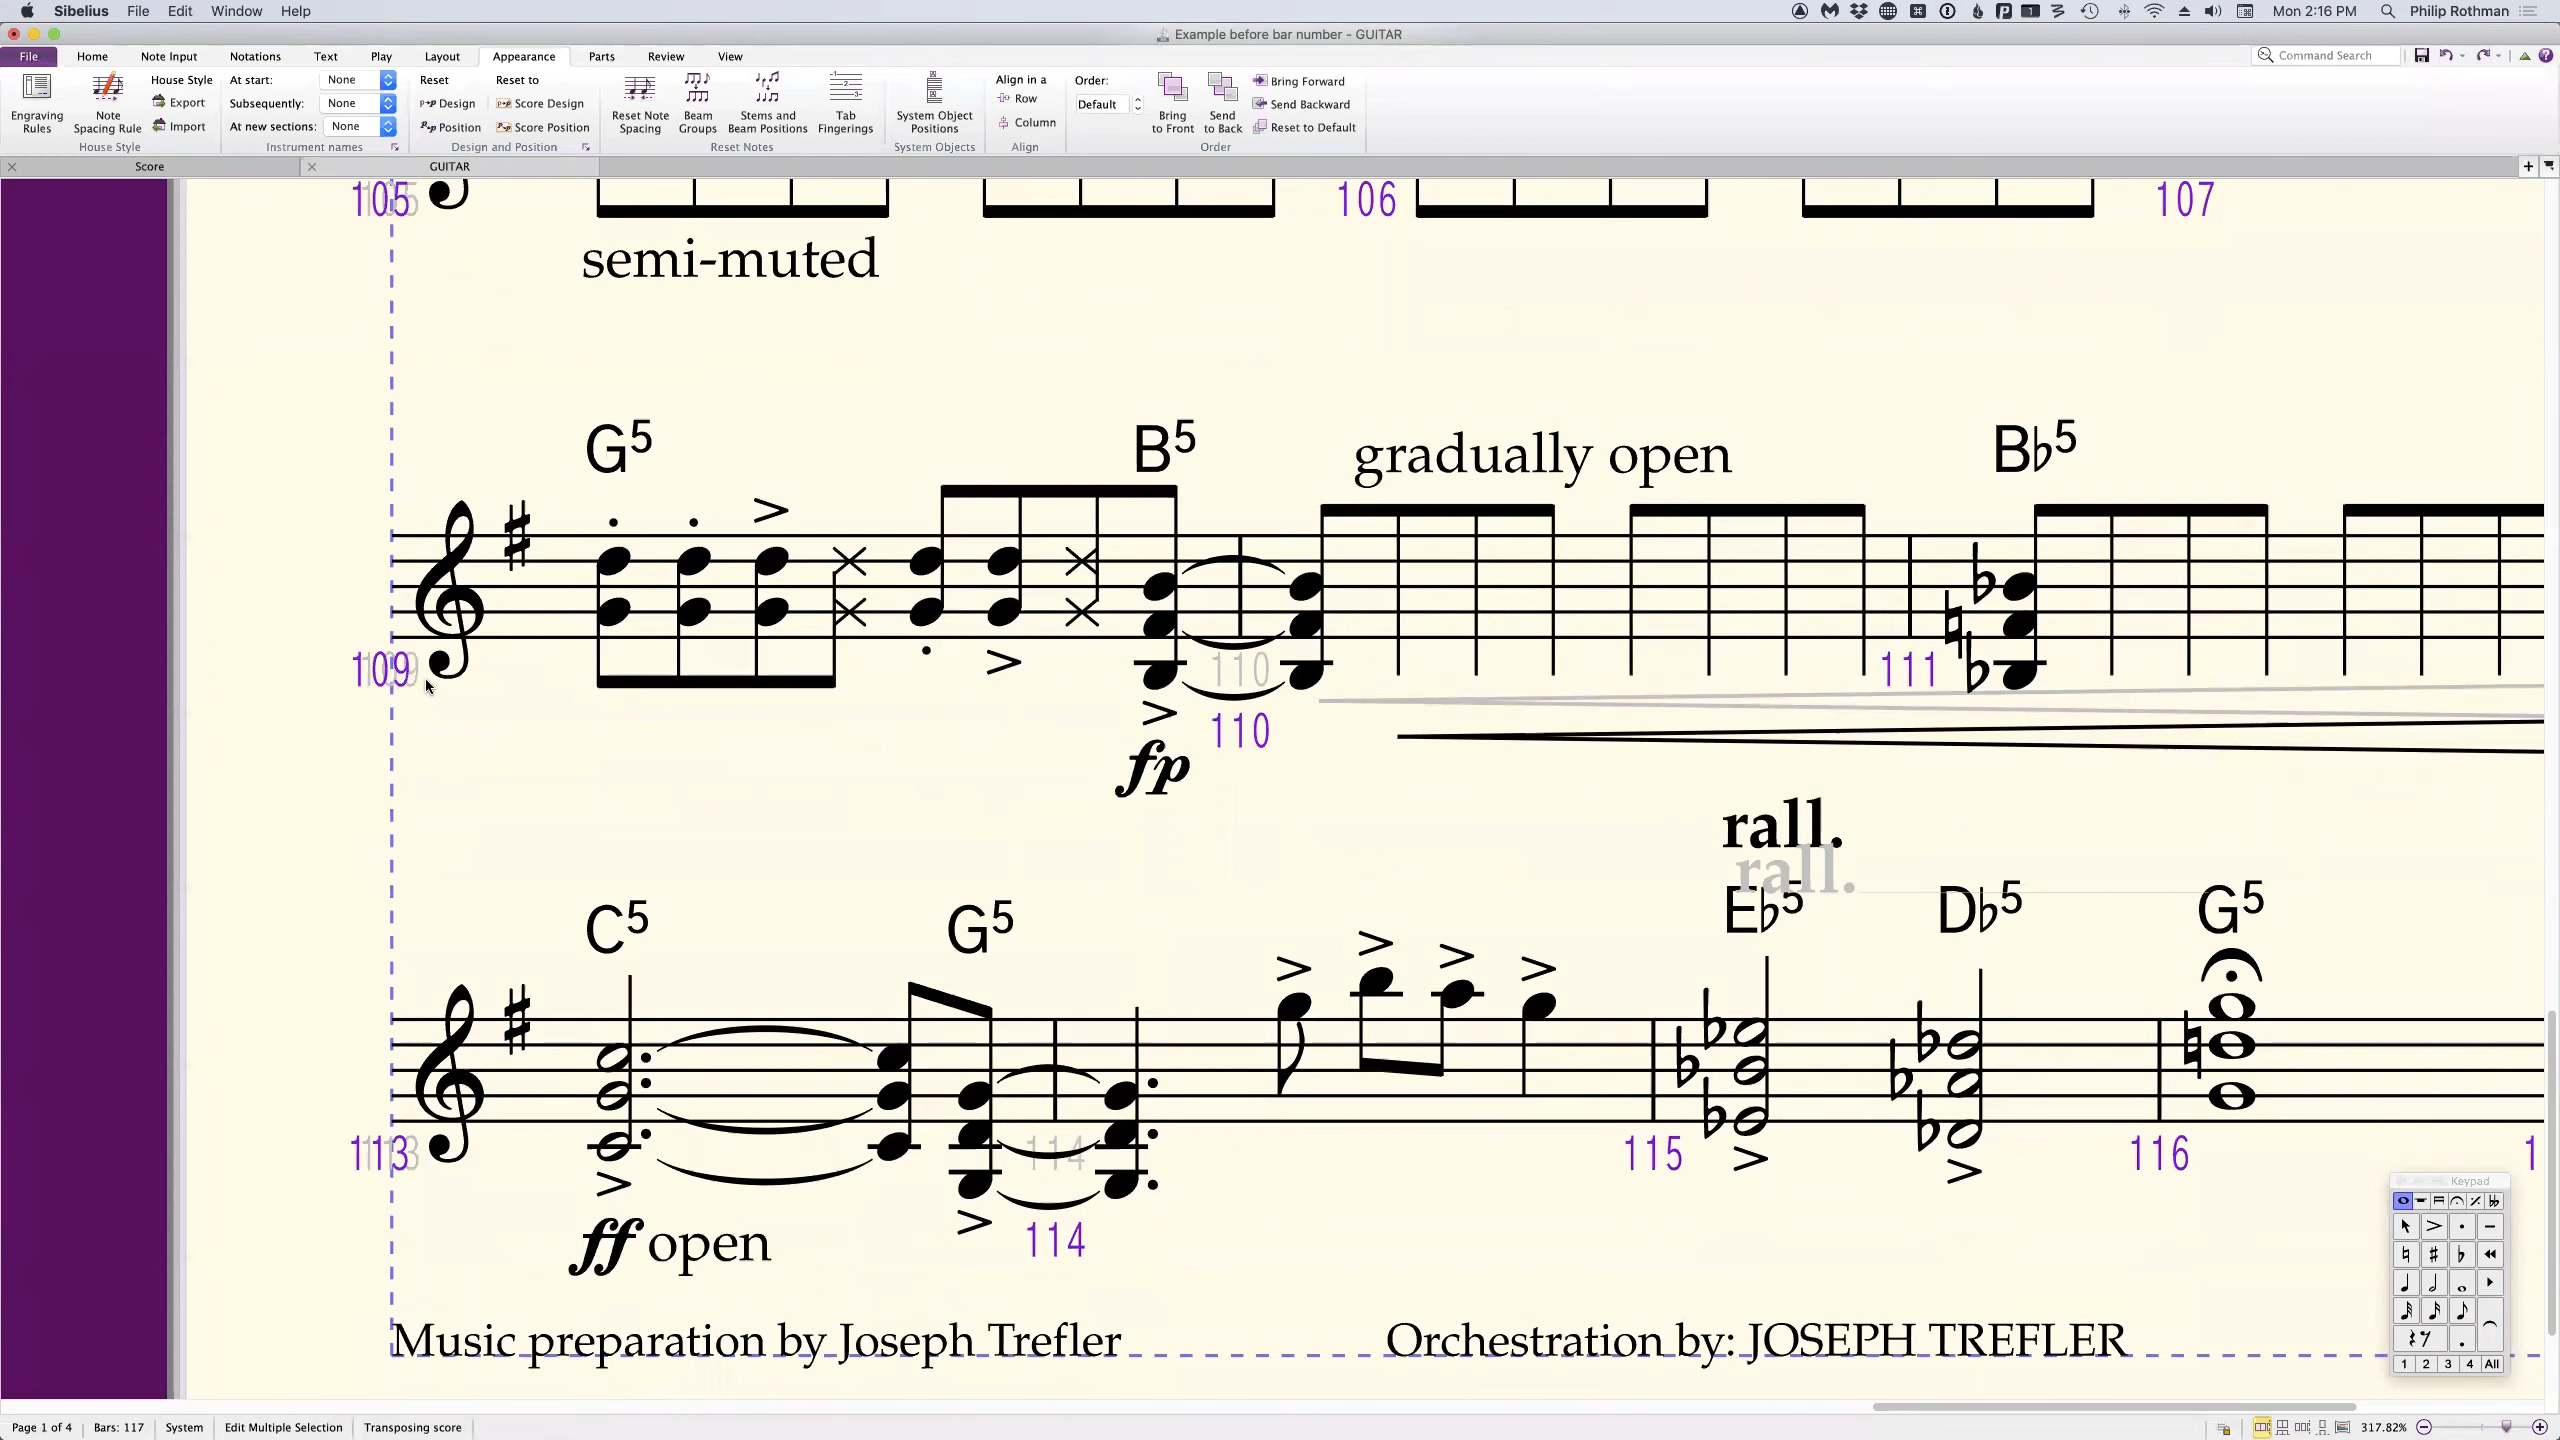 Sibelius File Edit Window Help Mon 2:16 PM Philip Rothman
Example before bar number - GUITAR
File Home Note Input Notations Text Play Layout Appearance Parts Review View Command Search
Engraving Rules
Note Spacing Rule
House Style
Export
Import
House Style
At start: None
Subsequently: None
At new sections: None
Instrument names
Reset
Design
Position
Reset to
Score Design
Score Position
Design and Position
Reset Note Spacing
Beam Groups
Stems and Beam Positions
Tab Fingerings
Reset Notes
System Object Positions
System Objects
Align in a
Row
Column
Align
Order:
Default
Bring to Front
Send to Back
Bring Forward
Send Backward
Reset to Default
Order
Score GUITAR
105 106 107
semi-muted
G5 B5 gradually open B♭5
109 110 111
110
fp
rall.
rall.
C5 G5 E♭5 D♭5 G5
113 114 115 116 1
ff open 114
Music preparation by Joseph Trefler Orchestration by: JOSEPH TREFLER
Keypad
1 2 3 4 All
Page 1 of 4 Bars: 117 System Edit Multiple Selection Transposing score 317.82%